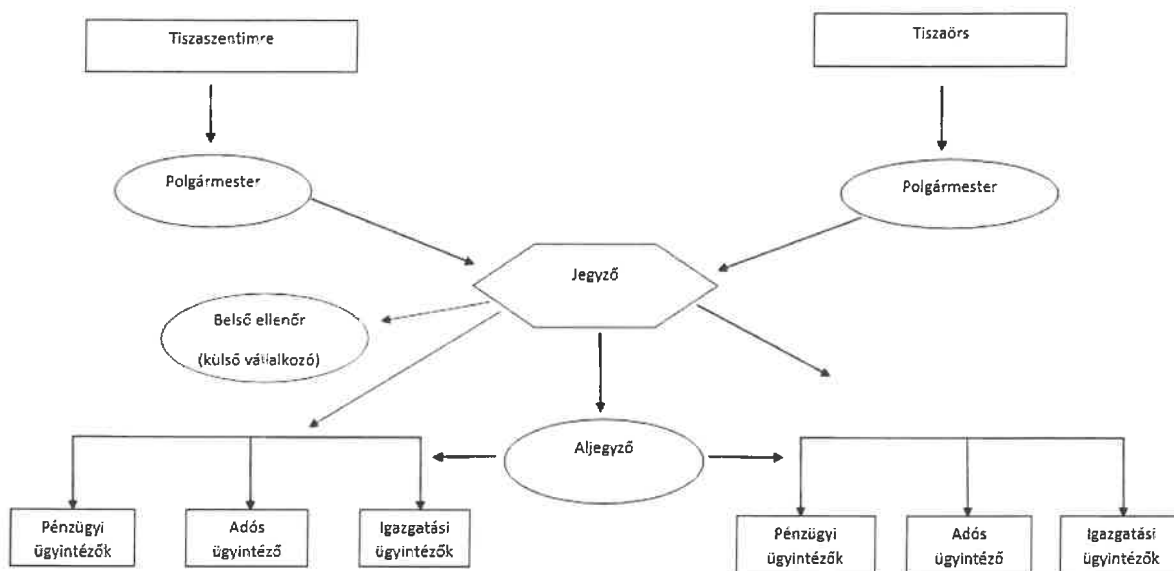 Tiszaszentimre
Tiszaörs
Polgármester
Polgármester
Jegyző
Belső ellenőr
(külső vállalkozó)
Aljegyző
Pénzügyi
ügyintézők
Adós
ügyintéző
Igazgatási
ügyintézők
Pénzügyi
ügyintézők
Adós
ügyintéző
Igazgatási
ügyintézők